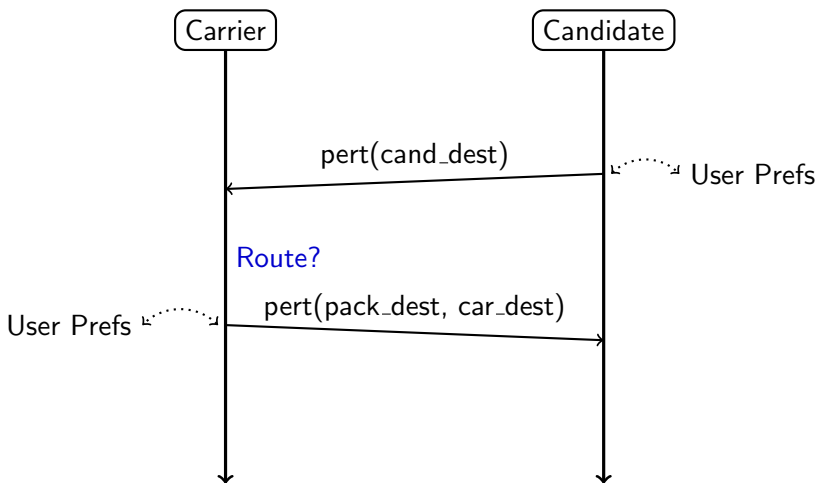 Carrier
Candidate
pert(cand_dest)
User Prefs
Route?
pert(pack_dest, car_dest)
User Prefs